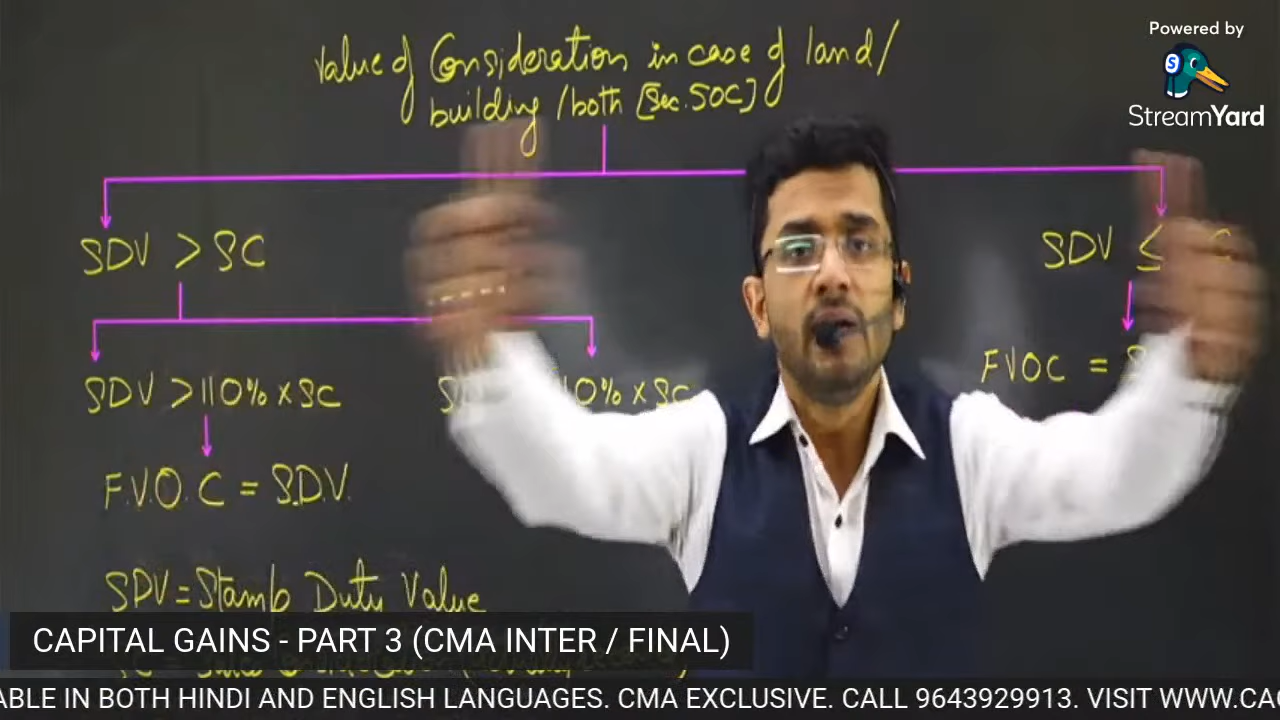 Powered by
StreamYard
Value of Consideration in case of land/
building/both [Sec. 50C]
SDV > SC
SDV ≤
SDV > 110% x SC
10% x SC
FVOC =
F.V.O.C = S.D.V.
SDV = Stamp Duty Value
CAPITAL GAINS - PART 3 (CMA INTER / FINAL)
ABLE IN BOTH HINDI AND ENGLISH LANGUAGES. CMA EXCLUSIVE. CALL 9643929913. VISIT WWW.CA